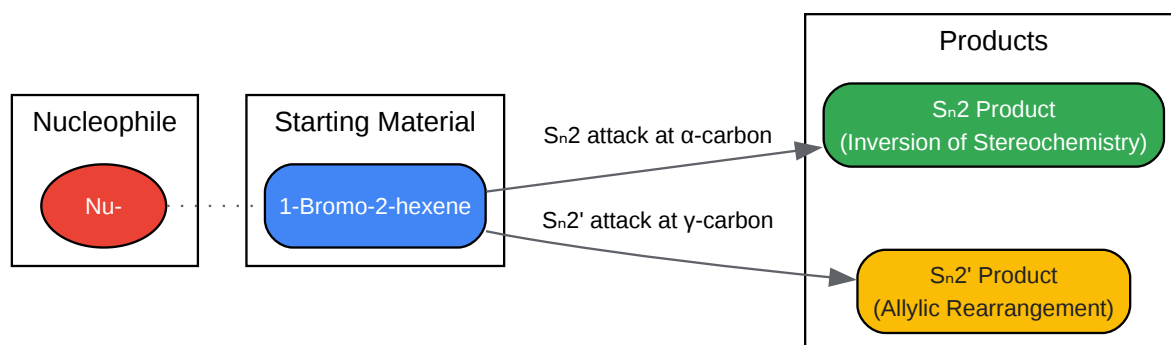 Nucleophile
Nu-
Starting Material
1-Bromo-2-hexene
Sₙ2 attack at α-carbon
Sₙ2' attack at γ-carbon
Products
Sₙ2 Product
(Inversion of Stereochemistry)
Sₙ2' Product
(Allylic Rearrangement)